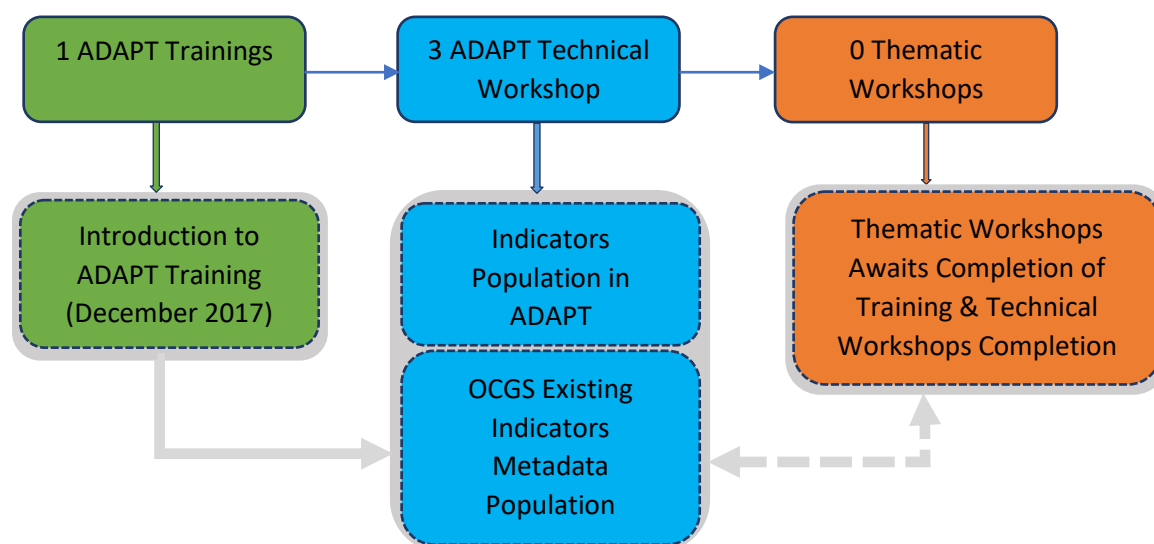 1 ADAPT Trainings
3 ADAPT Technical
Workshop
0 Thematic
Workshops
Introduction to
ADAPT Training
(December 2017)
Indicators
Population in
ADAPT
OCGS Existing
Indicators
Metadata
Population
Thematic Workshops
Awaits Completion of
Training & Technical
Workshops Completion